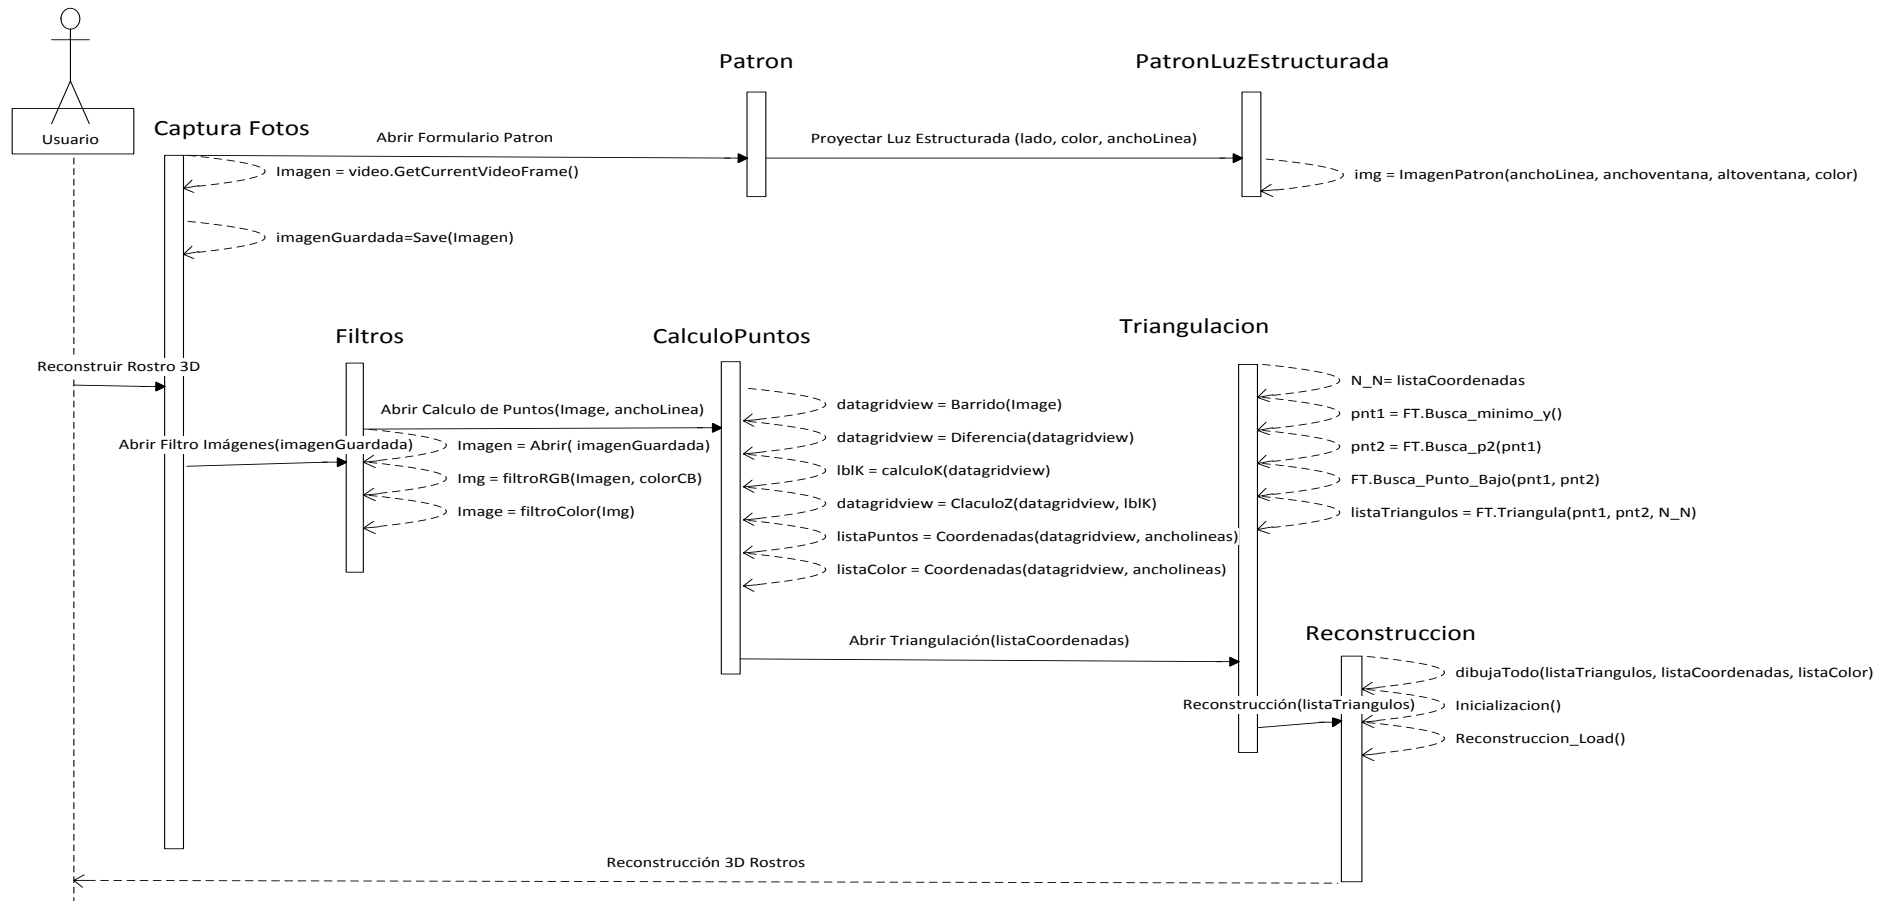 Patron
PatronLuzEstructurada
Usuario
Captura Fotos
Abrir Formulario Patron
Proyectar Luz Estructurada (lado, color, anchoLinea)
Imagen = video.GetCurrentVideoFrame()
img = ImagenPatron(anchoLinea, anchoventana, altoventana, color)
imagenGuardada=Save(Imagen)
Filtros
CalculoPuntos
Triangulacion
Reconstruir Rostro 3D
Abrir Calculo de Puntos(Image, anchoLinea)
Abrir Filtro Imágenes(imagenGuardada)
Imagen = Abrir( imagenGuardada)
Img = filtroRGB(Imagen, colorCB)
Image = filtroColor(Img)
datagridview = Barrido(Image)
datagridview = Diferencia(datagridview)
lblK = calculoK(datagridview)
datagridview = ClaculoZ(datagridview, lblK)
listaPuntos = Coordenadas(datagridview, ancholineas)
listaColor = Coordenadas(datagridview, ancholineas)
N_N= listaCoordenadas
pnt1 = FT.Busca_minimo_y()
pnt2 = FT.Busca_p2(pnt1)
FT.Busca_Punto_Bajo(pnt1, pnt2)
listaTriangulos = FT.Triangula(pnt1, pnt2, N_N)
Abrir Triangulación(listaCoordenadas)
Reconstruccion
Reconstrucción(listaTriangulos)
dibujaTodo(listaTriangulos, listaCoordenadas, listaColor)
Inicializacion()
Reconstruccion_Load()
Reconstrucción 3D Rostros